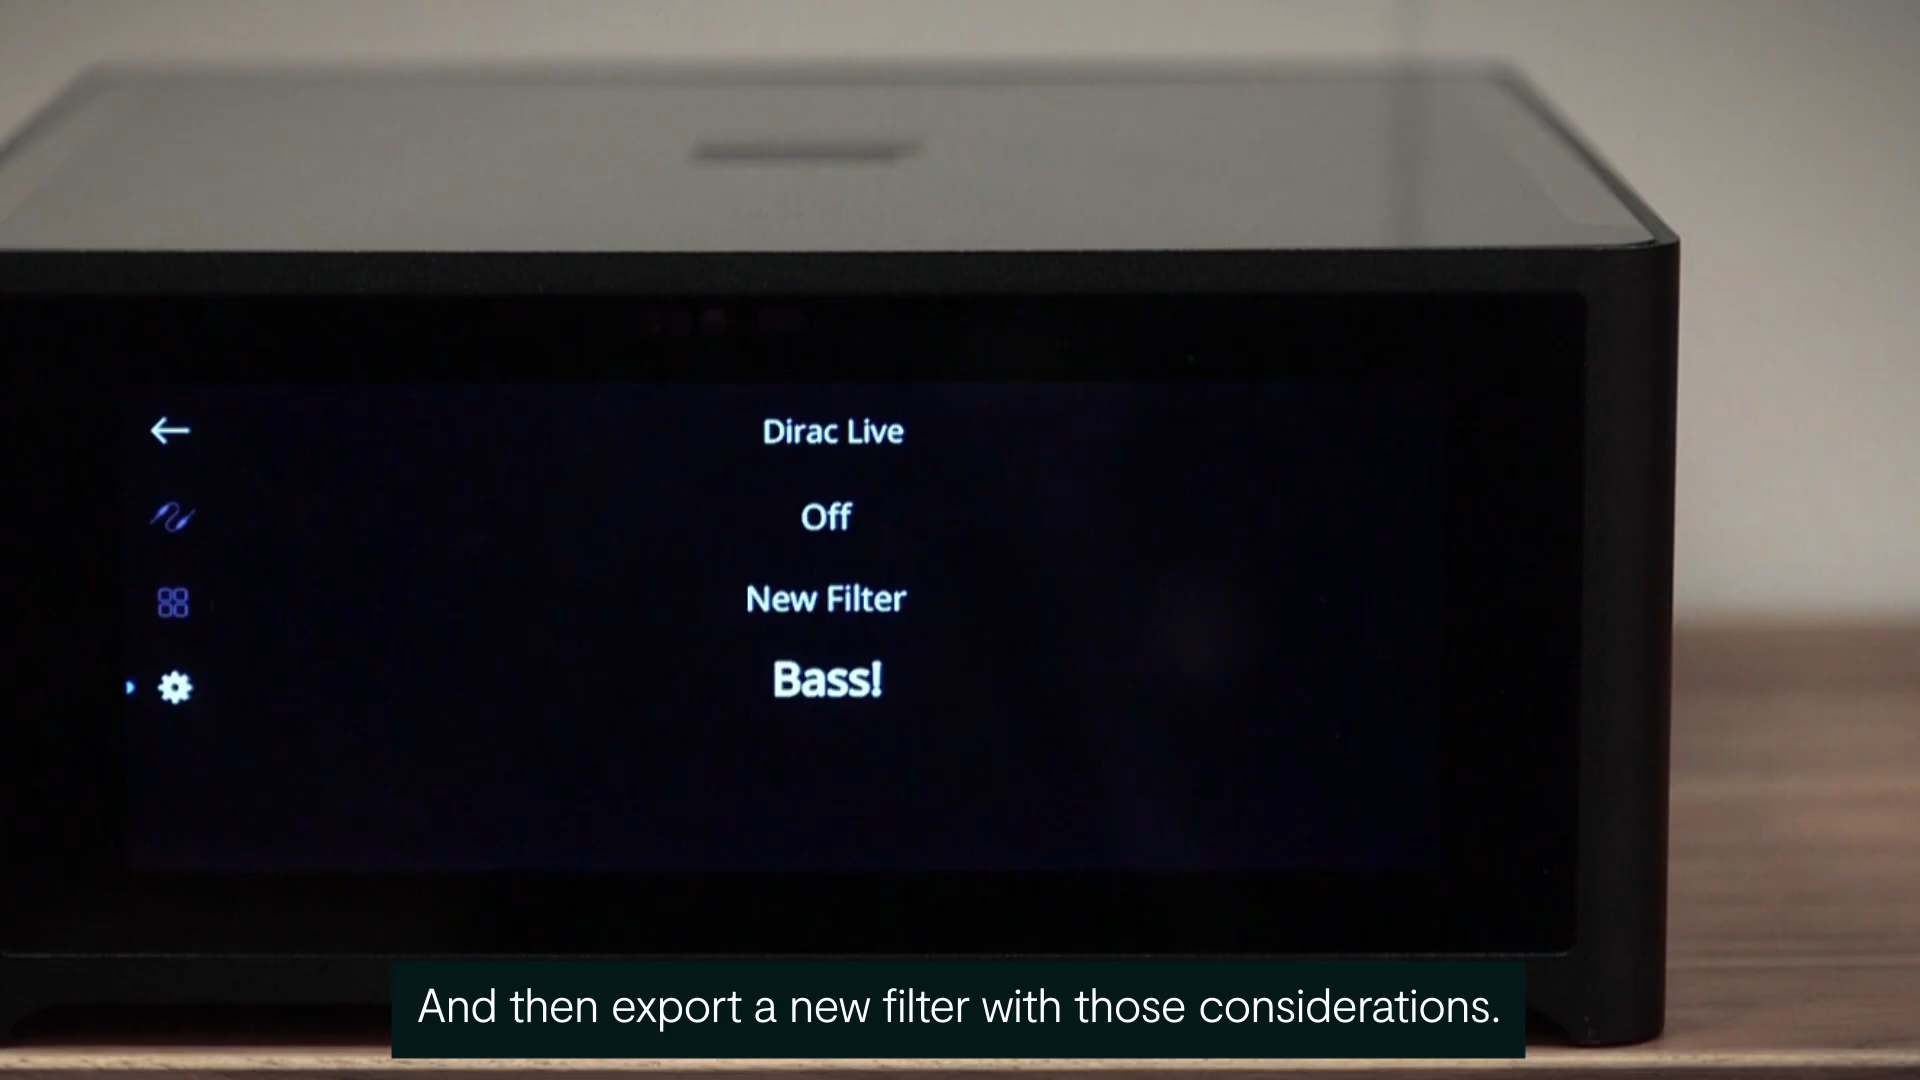 Dirac Live
Off
New Filter
Bass!
And then export a new filter with those considerations.